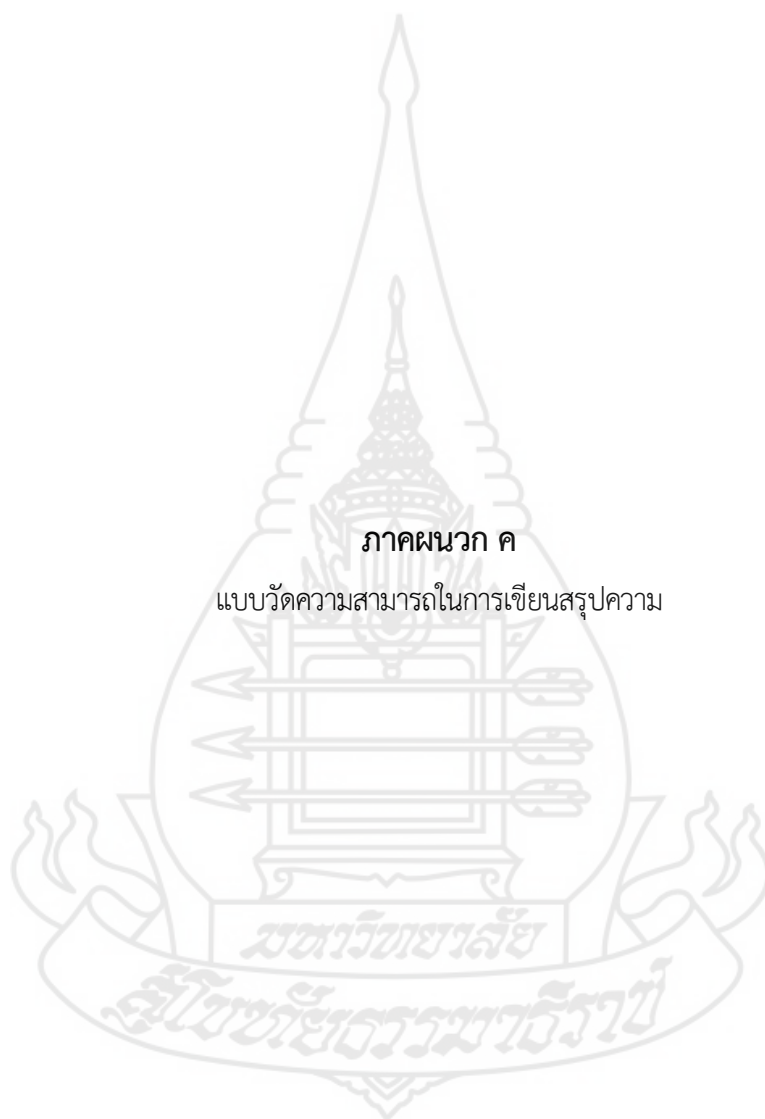 ภาคผนวก ค
แบบวัดความสามารถในการเขียนสรุปความ
มหาวิทยาลัย
สุโขทัยธรรมาธิราช